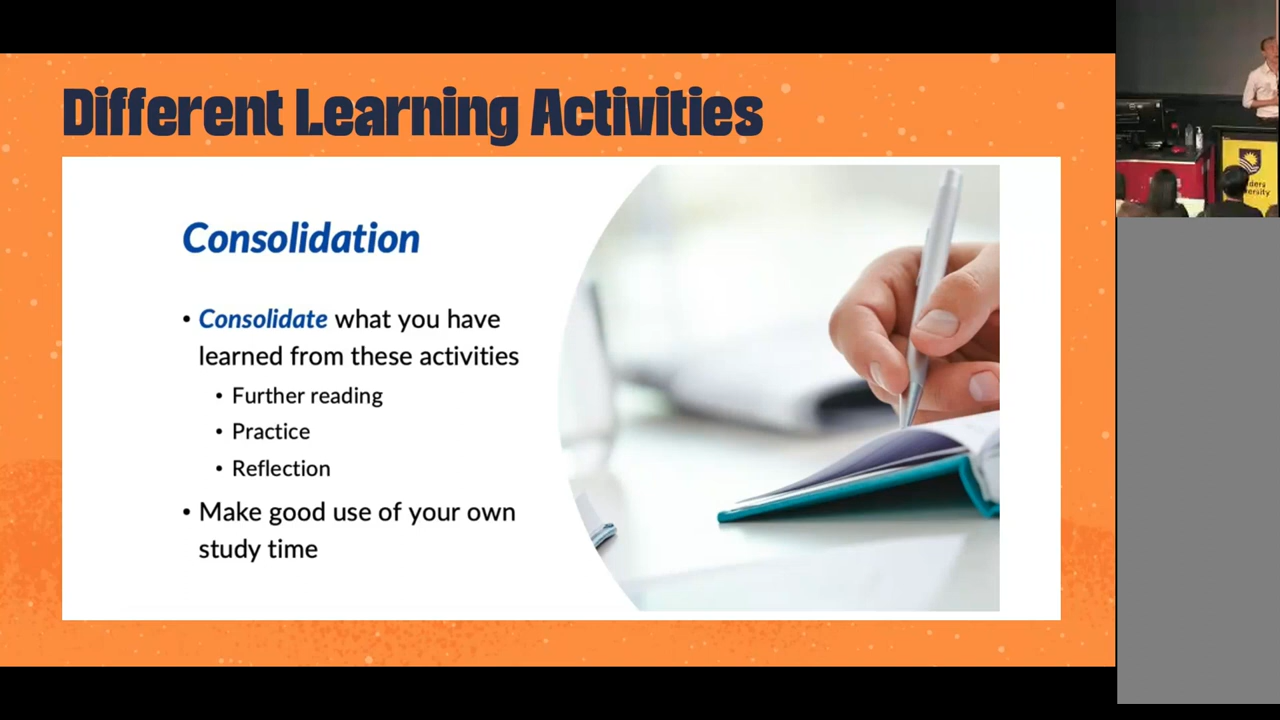 Different Learning Activities
Consolidation
• Consolidate what you have
learned from these activities
• Further reading
• Practice
• Reflection
• Make good use of your own
study time